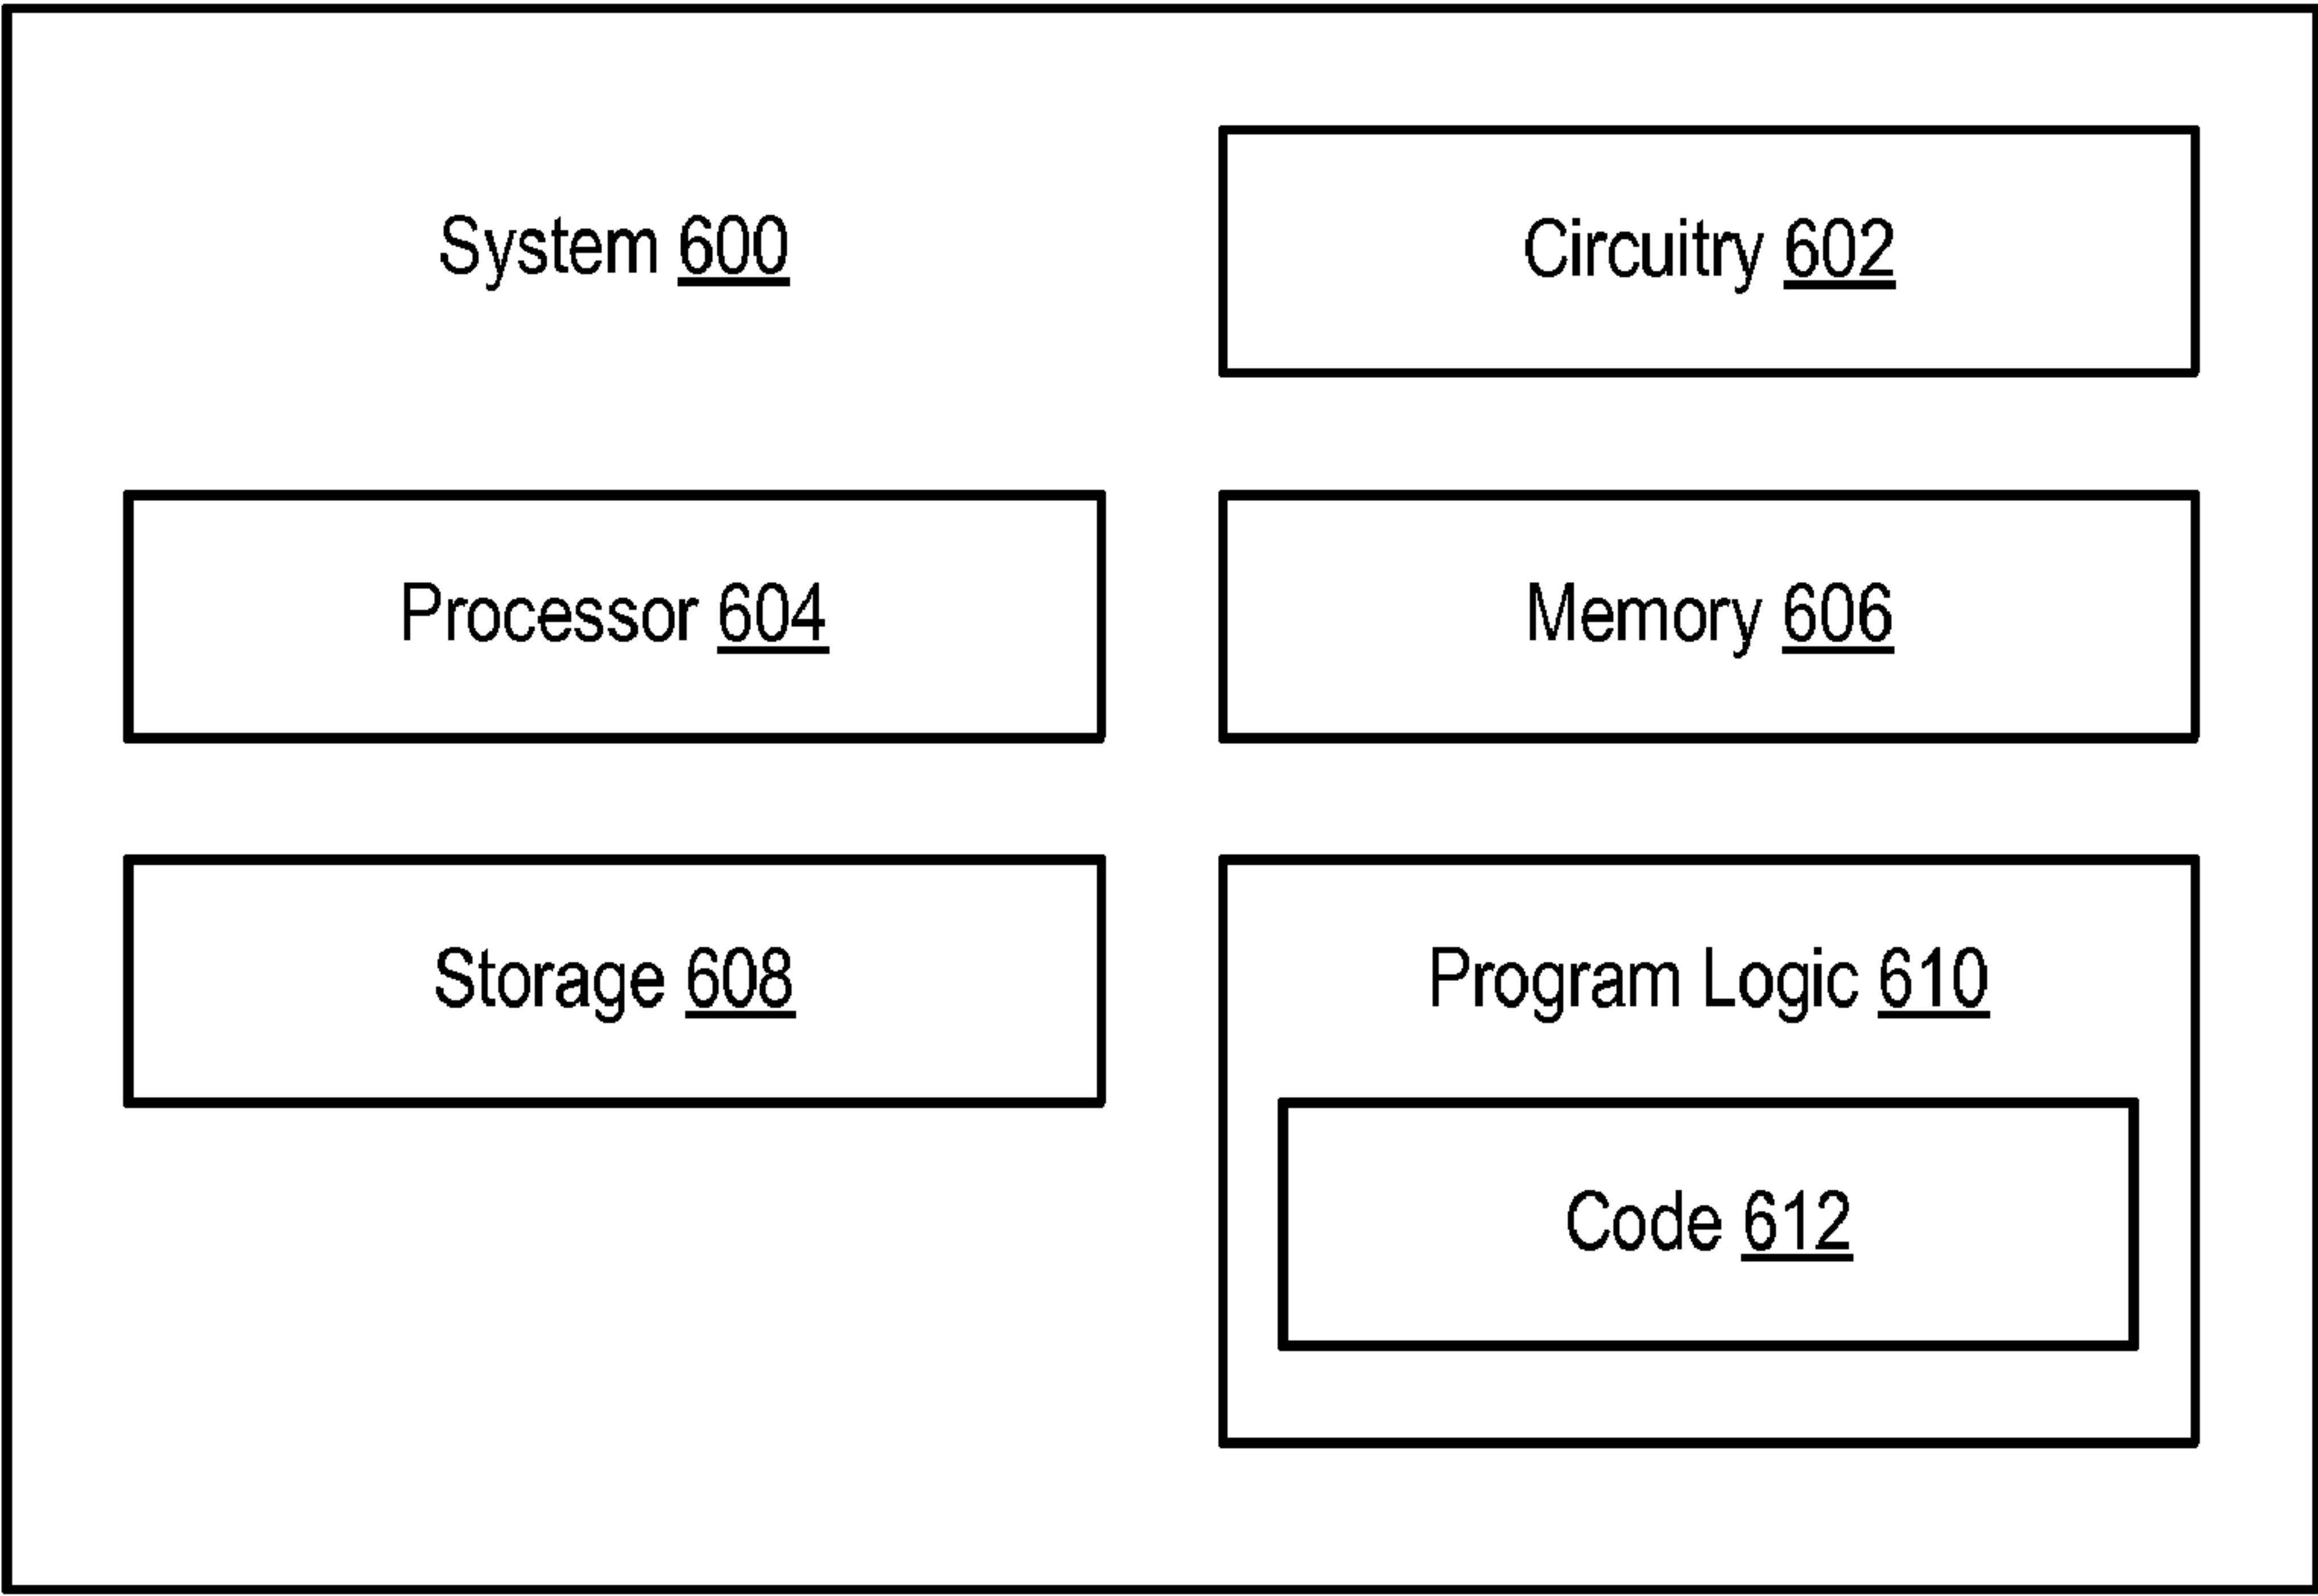 System 600
Circuitry 602
Processor 604
Memory 606
Storage 608
Program Logic 610
Code 612